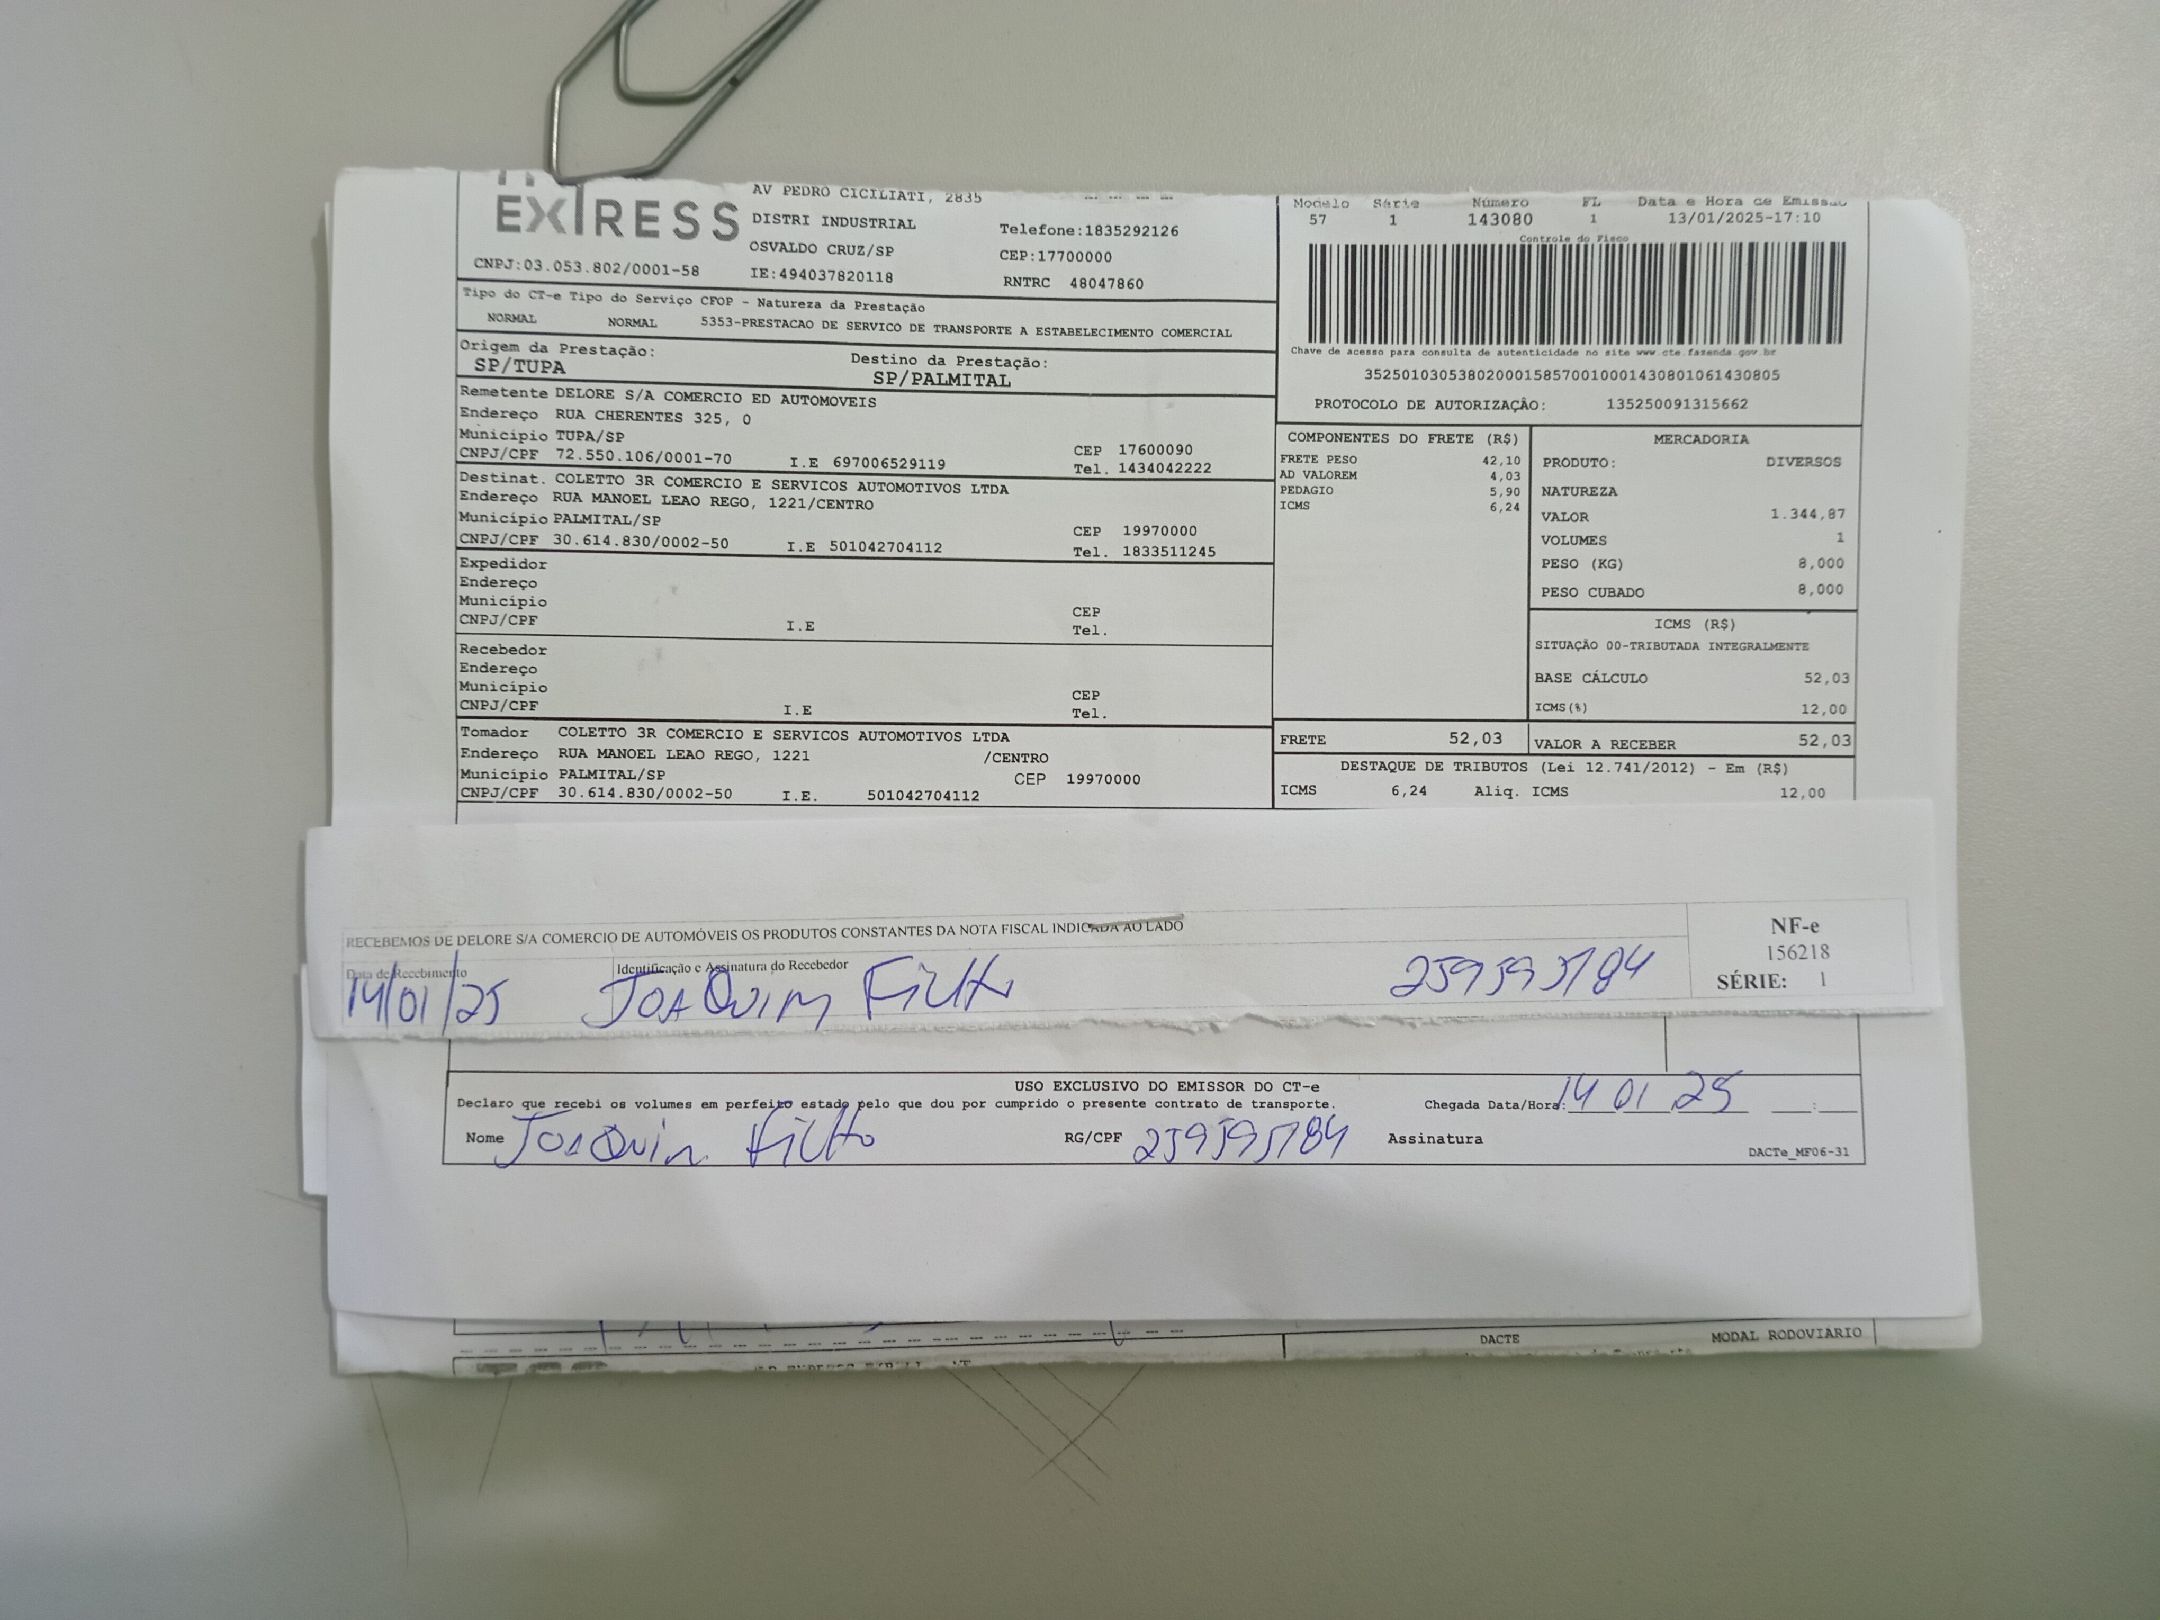 EXPRESS
AV PEDRO CICILIATI, 2835
DISTRI INDUSTRIAL
Telefone:1835292126
OSVALDO CRUZ/SP
CEP:17700000
CNPJ:03.053.802/0001-58
IE:494037820118
RNTRC 48047860
Modelo Série Número FL Data e Hora de Emissão
57 1 143080 1 13/01/2025-17:10
Controle do Fisco
Chave de acesso para consulta de autenticidade no site www.cte.fazenda.gov.br
35250103053802000158570010001430801061430805
PROTOCOLO DE AUTORIZAÇÃO: 135250091315662
Tipo do CT-e Tipo do Serviço CFOP - Natureza da Prestação
NORMAL NORMAL 5353-PRESTACAO DE SERVICO DE TRANSPORTE A ESTABELECIMENTO COMERCIAL
Origem da Prestação: Destino da Prestação:
SP/TUPA SP/PALMITAL
Remetente DELORE S/A COMERCIO ED AUTOMOVEIS
Endereço RUA CHERENTES 325, 0
Município TUPA/SP CEP 17600090
CNPJ/CPF 72.550.106/0001-70 I.E 697006529119 Tel. 1434042222
Destinat. COLETTO 3R COMERCIO E SERVICOS AUTOMOTIVOS LTDA
Endereço RUA MANOEL LEAO REGO, 1221/CENTRO
Município PALMITAL/SP CEP 19970000
CNPJ/CPF 30.614.830/0002-50 I.E 501042704112 Tel. 1833511245
Expedidor
Endereço
Município CEP
CNPJ/CPF I.E Tel.
Recebedor
Endereço
Município CEP
CNPJ/CPF I.E Tel.
Tomador COLETTO 3R COMERCIO E SERVICOS AUTOMOTIVOS LTDA
Endereço RUA MANOEL LEAO REGO, 1221 /CENTRO
Município PALMITAL/SP CEP 19970000
CNPJ/CPF 30.614.830/0002-50 I.E. 501042704112
COMPONENTES DO FRETE (R$)
FRETE PESO 42,10
AD VALOREM 4,03
PEDAGIO 5,90
ICMS 6,24
MERCADORIA
PRODUTO: DIVERSOS
NATUREZA
VALOR 1.344,87
VOLUMES 1
PESO (KG) 8,000
PESO CUBADO 8,000
ICMS (R$)
SITUAÇÃO 00-TRIBUTADA INTEGRALMENTE
BASE CÁLCULO 52,03
ICMS(%) 12,00
FRETE 52,03 VALOR A RECEBER 52,03
DESTAQUE DE TRIBUTOS (Lei 12.741/2012) - Em (R$)
ICMS 6,24 Aliq. ICMS 12,00
RECEBEMOS DE DELORE S/A COMERCIO DE AUTOMÓVEIS OS PRODUTOS CONSTANTES DA NOTA FISCAL INDICADA AO LADO
Data de Recebimento Identificação e Assinatura do Recebedor
14/01/25 JOAQUIM Filho 259595784
NF-e
156218
SÉRIE: 1
USO EXCLUSIVO DO EMISSOR DO CT-e
Declaro que recebi os volumes em perfeito estado pelo que dou por cumprido o presente contrato de transporte. Chegada Data/Hora: 14 01 25 :
Nome JOAQUIM Filho RG/CPF 259595784 Assinatura
DACTe_MF06-31
DACTE MODAL RODOVIÁRIO